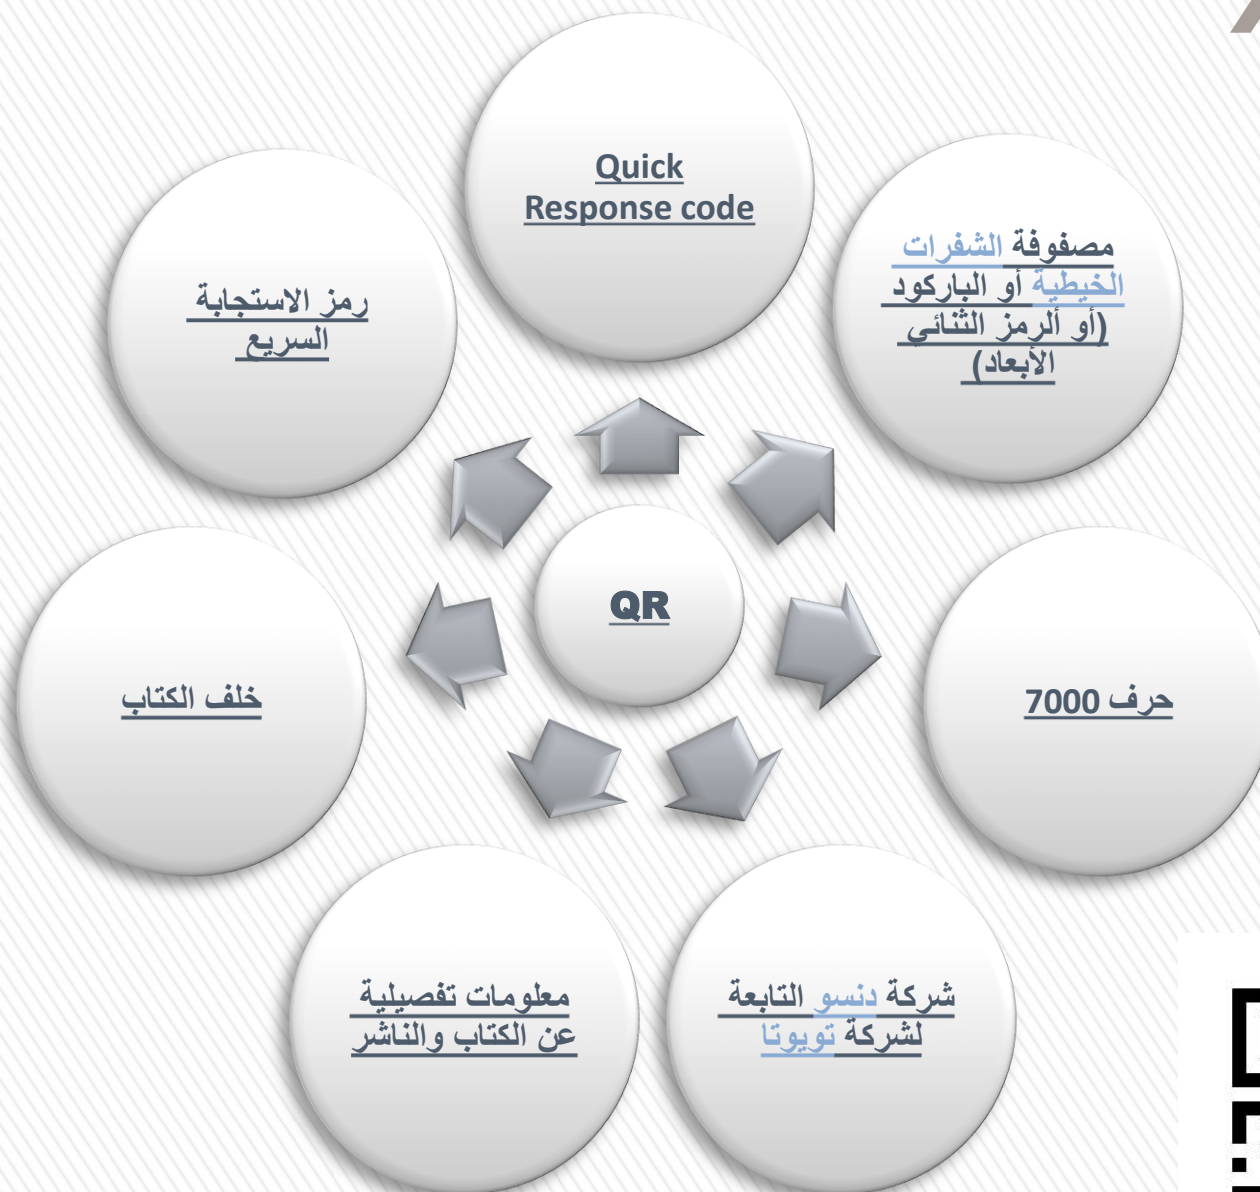 Quick
Response code
مصفوفة الشفرات
الخيطية أو الباركود
(أو ألرمز الثنائي
الأبعاد)
7000 حرف
شركة دنسو التابعة
لشركة تويوتا
معلومات تفصيلية
عن الكتاب والناشر
خلف الكتاب
رمز الاستجابة
السريع
QR